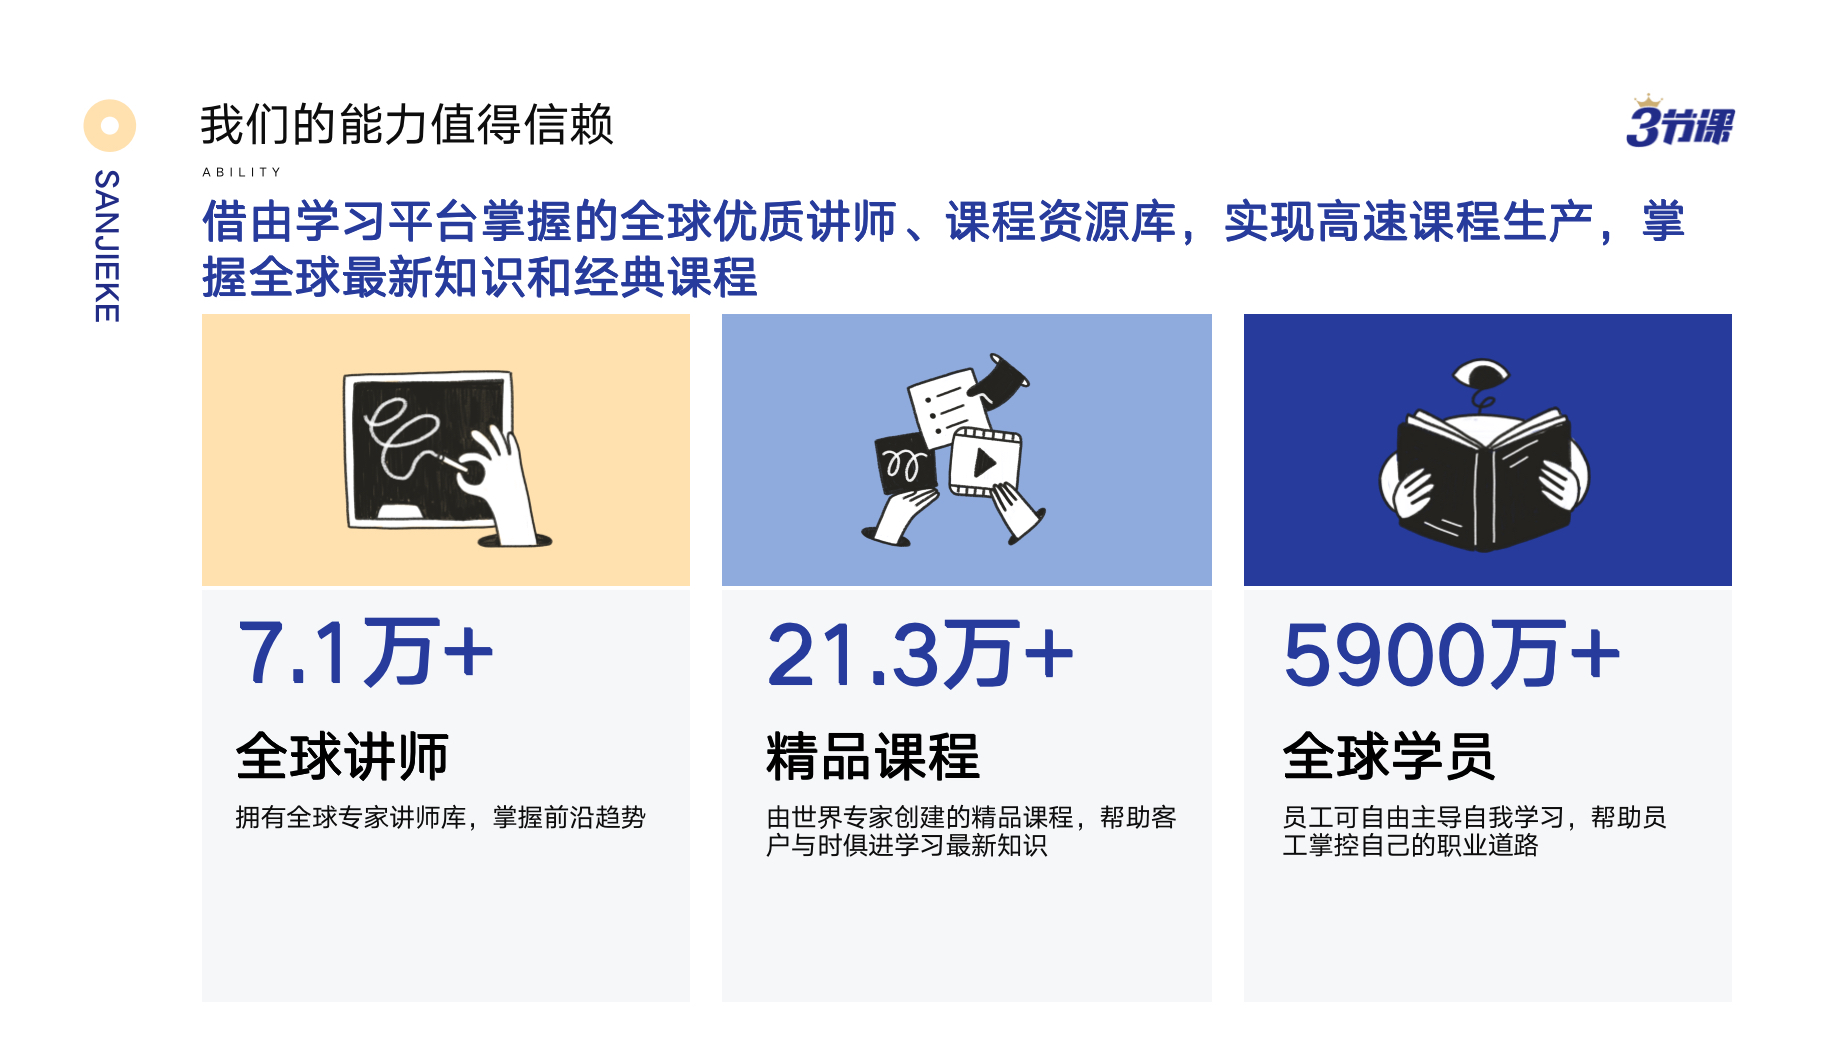 我们的能力值得信赖
ABILITY
3节课
SANJIEKE
借由学习平台掌握的全球优质讲师、课程资源库，实现高速课程生产，掌
握全球最新知识和经典课程
7.1万+
全球讲师
拥有全球专家讲师库，掌握前沿趋势
21.3万+
精品课程
由世界专家创建的精品课程，帮助客
户与时俱进学习最新知识
5900万+
全球学员
员工可自由主导自我学习，帮助员
工掌控自己的职业道路